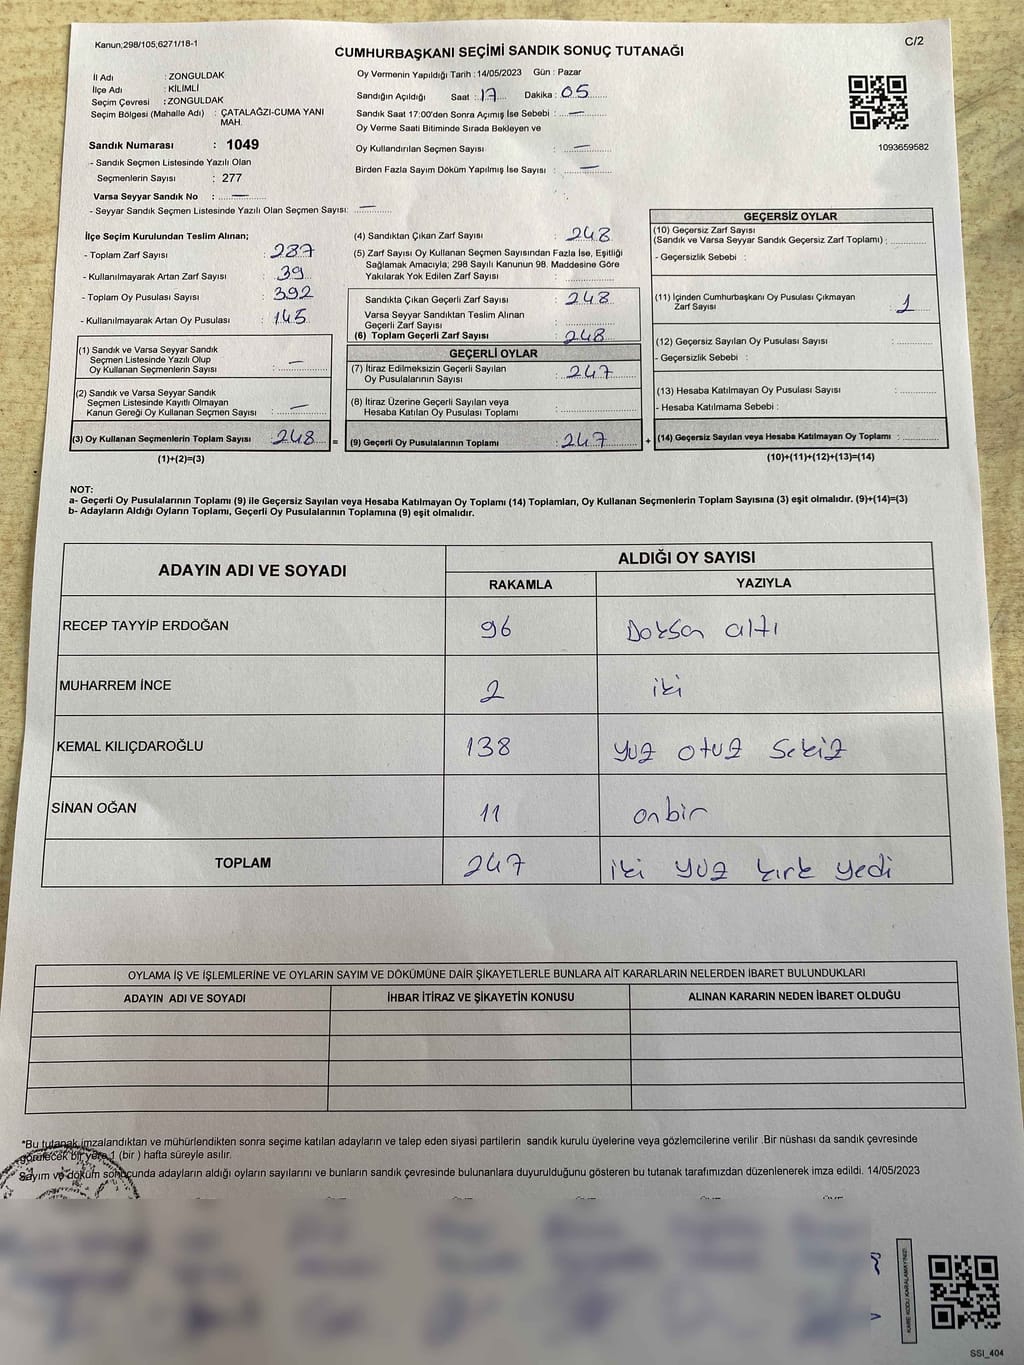 Kanun;298/105;6271/18-1
C/2
CUMHURBAŞKANI SEÇİMİ SANDIK SONUÇ TUTANAĞI
İl Adı : ZONGULDAK
İlçe Adı : KİLİMLİ
Seçim Çevresi : ZONGULDAK
Seçim Bölgesi (Mahalle Adı) : ÇATALAĞZI-CUMA YANI MAH.
Sandık Numarası : 1049
- Sandık Seçmen Listesinde Yazılı Olan
Seçmenlerin Sayısı : 277
Varsa Seyyar Sandık No : —
- Seyyar Sandık Seçmen Listesinde Yazılı Olan Seçmen Sayısı: —
Oy Vermenin Yapıldığı Tarih : 14/05/2023 Gün : Pazar
Sandığın Açıldığı Saat : 17 Dakika : 05
Sandık Saat 17:00'den Sonra Açımış İse Sebebi : —
Oy Verme Saati Bitiminde Sırada Bekleyen ve
Oy Kullandırılan Seçmen Sayısı : —
Birden Fazla Sayım Döküm Yapılmış İse Sayısı : —
1093659582
İlçe Seçim Kurulundan Teslim Alınan;
- Toplam Zarf Sayısı : 287
- Kullanılmayarak Artan Zarf Sayısı : 39
- Toplam Oy Pusulası Sayısı : 392
- Kullanılmayarak Artan Oy Pusulası : 145
(1) Sandık ve Varsa Seyyar Sandık
Seçmen Listesinde Yazılı Olup
Oy Kullanan Seçmenlerin Sayısı : —
(2) Sandık ve Varsa Seyyar Sandık
Seçmen Listesinde Kayıtlı Olmayan
Kanun Gereği Oy Kullanan Seçmen Sayısı : —
(3) Oy Kullanan Seçmenlerin Toplam Sayısı : 248 =
(1)+(2)=(3)
(4) Sandıktan Çıkan Zarf Sayısı : 248
(5) Zarf Sayısı Oy Kullanan Seçmen Sayısından Fazla İse, Eşitliği
Sağlamak Amacıyla; 298 Sayılı Kanunun 98. Maddesine Göre
Yakılarak Yok Edilen Zarf Sayısı :
Sandıkta Çıkan Geçerli Zarf Sayısı : 248
Varsa Seyyar Sandıktan Teslim Alınan
Geçerli Zarf Sayısı :
(6) Toplam Geçerli Zarf Sayısı : 248
GEÇERLİ OYLAR
(7) İtiraz Edilmeksizin Geçerli Sayılan
Oy Pusulalarının Sayısı : 247
(8) İtiraz Üzerine Geçerli Sayılan veya
Hesaba Katılan Oy Pusulası Toplamı :
(9) Geçerli Oy Pusulalarının Toplamı : 247 +
GEÇERSİZ OYLAR
(10) Geçersiz Zarf Sayısı
(Sandık ve Varsa Seyyar Sandık Geçersiz Zarf Toplamı) :
- Geçersizlik Sebebi :
(11) İçinden Cumhurbaşkanı Oy Pusulası Çıkmayan
Zarf Sayısı : 1
(12) Geçersiz Sayılan Oy Pusulası Sayısı :
- Geçersizlik Sebebi :
(13) Hesaba Katılmayan Oy Pusulası Sayısı :
- Hesaba Katılmama Sebebi :
(14) Geçersiz Sayılan veya Hesaba Katılmayan Oy Toplamı :
(10)+(11)+(12)+(13)=(14)
NOT:
a- Geçerli Oy Pusulalarının Toplamı (9) ile Geçersiz Sayılan veya Hesaba Katılmayan Oy Toplamı (14) Toplamları, Oy Kullanan Seçmenlerin Toplam Sayısına (3) eşit olmalıdır. (9)+(14)=(3)
b- Adayların Aldığı Oyların Toplamı, Geçerli Oy Pusulalarının Toplamına (9) eşit olmalıdır.
ADAYIN ADI VE SOYADI ALDIĞI OY SAYISI
RAKAMLA YAZIYLA
RECEP TAYYİP ERDOĞAN 96 Doksan altı
MUHARREM İNCE 2 iki
KEMAL KILIÇDAROĞLU 138 yüz otuz sekiz
SİNAN OĞAN 11 onbir
TOPLAM 247 iki yüz kırk yedi
OYLAMA İŞ VE İŞLEMLERİNE VE OYLARIN SAYIM VE DÖKÜMÜNE DAİR ŞİKAYETLERLE BUNLARA AİT KARARLARIN NELERDEN İBARET BULUNDUKLARI
ADAYIN ADI VE SOYADI İHBAR İTİRAZ VE ŞİKAYETİN KONUSU ALINAN KARARIN NEDEN İBARET OLDUĞU
*Bu tutanak imzalandıktan ve mühürlendikten sonra seçime katılan adayların ve talep eden siyasi partilerin sandık kurulu üyelerine veya gözlemcilerine verilir .Bir nüshası da sandık çevresinde
görülecek bir yere 1 (bir ) hafta süreyle asılır.
Sayım ve döküm sonucunda adayların aldığı oyların sayılarını ve bunların sandık çevresinde bulunanlara duyurulduğunu gösteren bu tutanak tarafımızdan düzenlenerek imza edildi. 14/05/2023
SSI_404